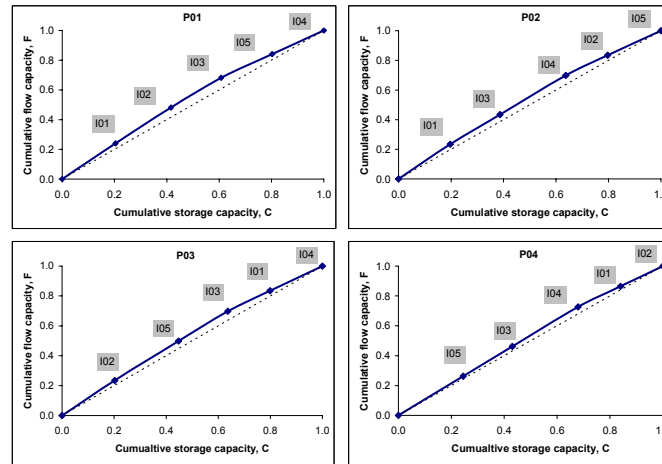 P01
Cumulative flow capacity, F
1.0
0.8
0.6
0.4
0.2
0.0
I01
I02
I03
I05
I04
0.0 0.2 0.4 0.6 0.8 1.0
Cumulative storage capacity, C
P02
Cumulative flow capacity, F
1.0
0.8
0.6
0.4
0.2
0.0
I01
I03
I04
I02
I05
0.0 0.2 0.4 0.6 0.8 1.
Cumulative storage capacity, C
P03
Cumulative flow capacity, F
1.0
0.8
0.6
0.4
0.2
0.0
I02
I05
I03
I01
I04
0.0 0.2 0.4 0.6 0.8 1.0
Cumulative storage capacity, C
P04
Cumulative flow capacity, F
1.0
0.8
0.6
0.4
0.2
0.0
I05
I03
I04
I01
I02
0.0 0.2 0.4 0.6 0.8 1.
Cumualtive storage capacity, C